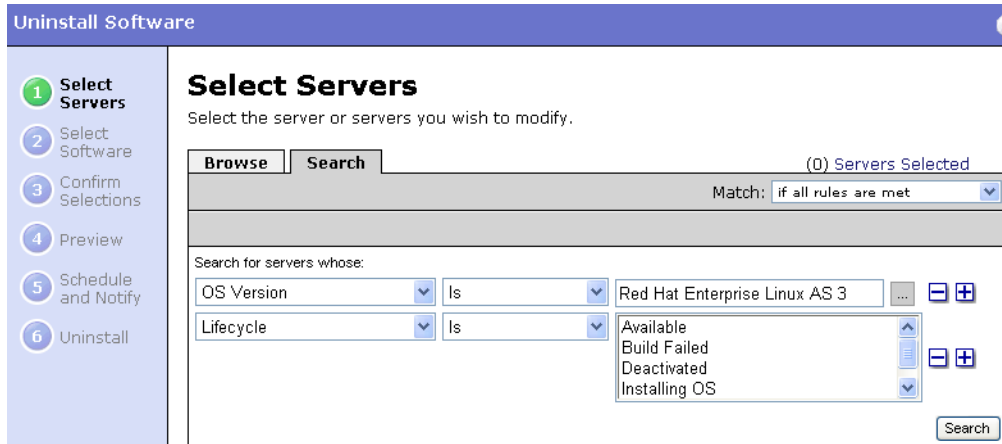 Uninstall Software
1 Select
Servers
2 Select
Software
3 Confirm
Selections
4 Preview
5 Schedule
and Notify
6 Uninstall
Select Servers
Select the server or servers you wish to modify.
Browse Search (0) Servers Selected
Match: if all rules are met
Search for servers whose:
OS Version Is Red Hat Enterprise Linux AS 3 ...
Lifecycle Is Available
Build Failed
Deactivated
Installing OS
Search